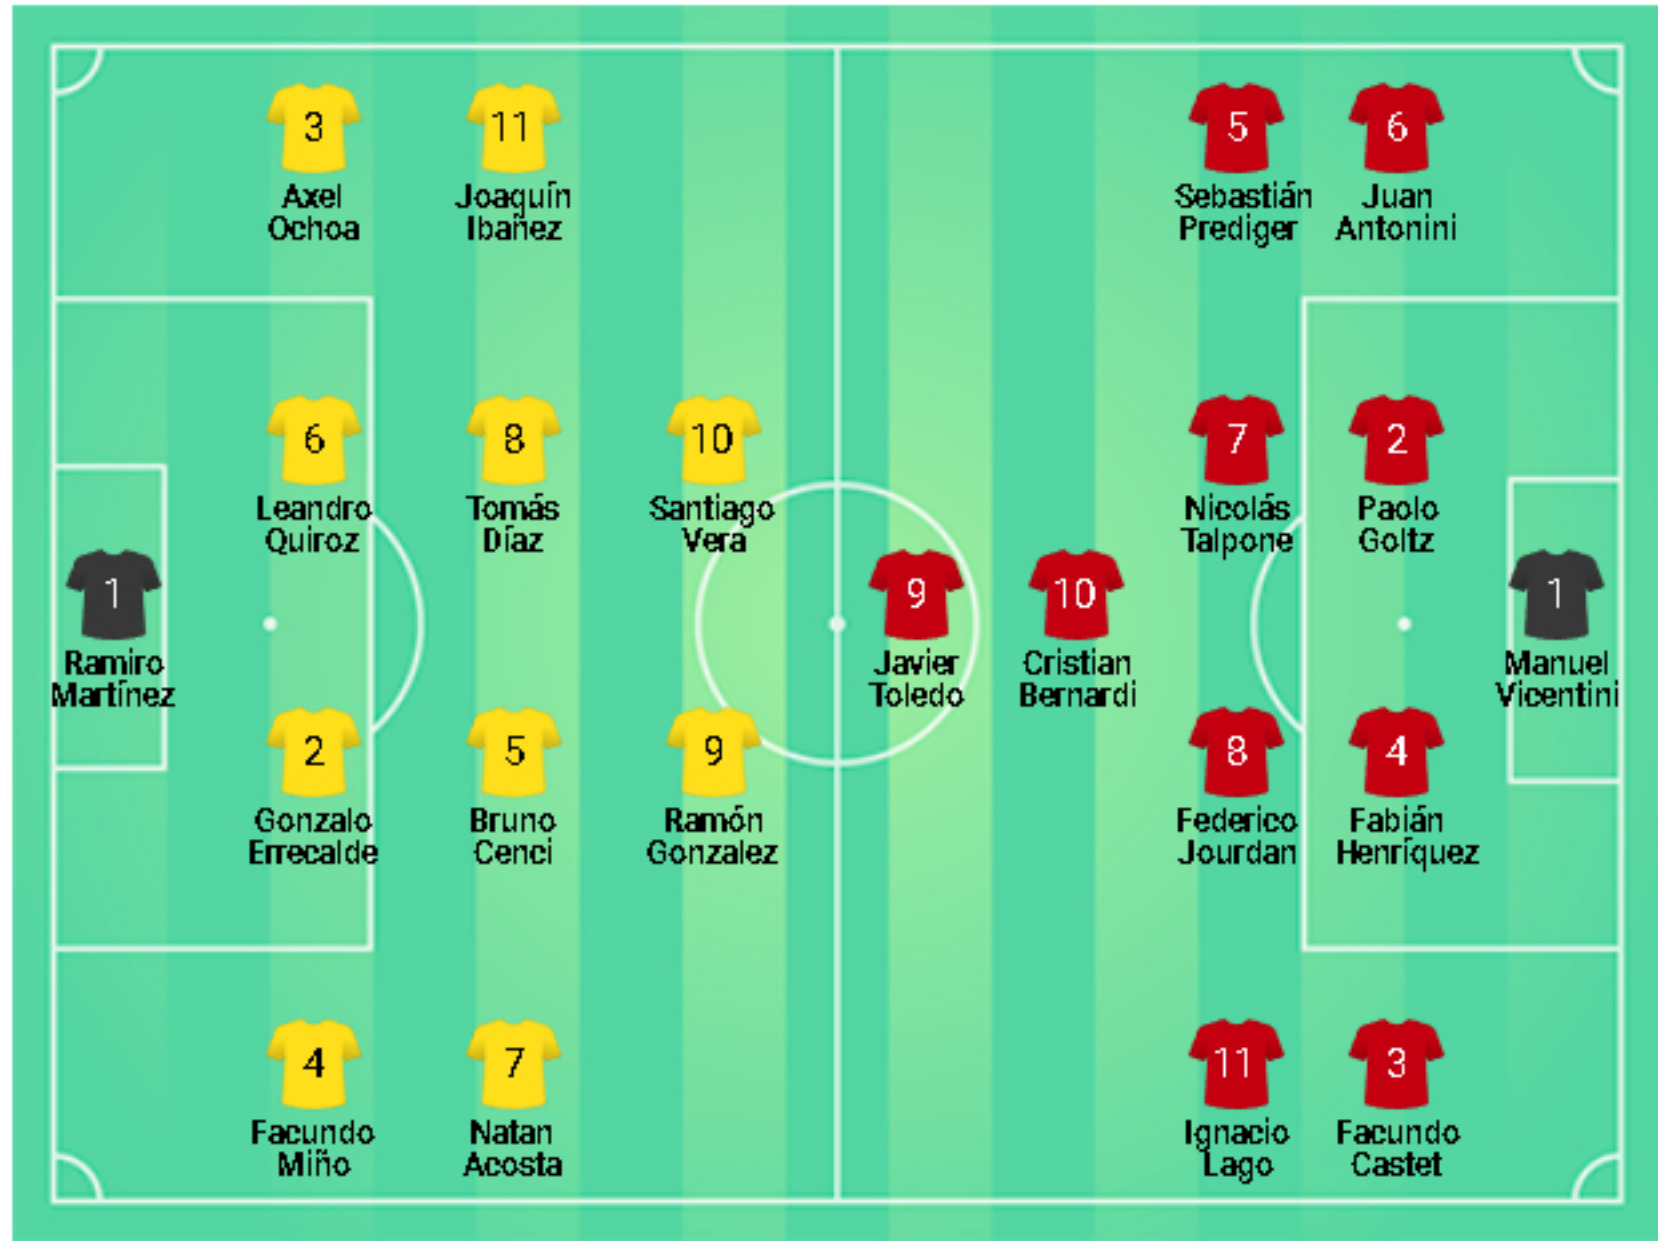 3
Axel
Ochoa
11
Joaquín
Ibañez
5
Sebastián
Prediger
6
Juan
Antonini
6
Leandro
Quiroz
8
Tomás
Díaz
10
Santiago
Vera
7
Nicolás
Talpone
2
Paolo
Goltz
1
Ramiro
Martínez
9
Javier
Toledo
10
Cristian
Bernardi
1
Manuel
Vicentini
2
Gonzalo
Errecalde
5
Bruno
Cenci
9
Ramón
Gonzalez
8
Federico
Jourdan
4
Fabián
Henríquez
4
Facundo
Miño
7
Natan
Acosta
11
Ignacio
Lago
3
Facundo
Castet